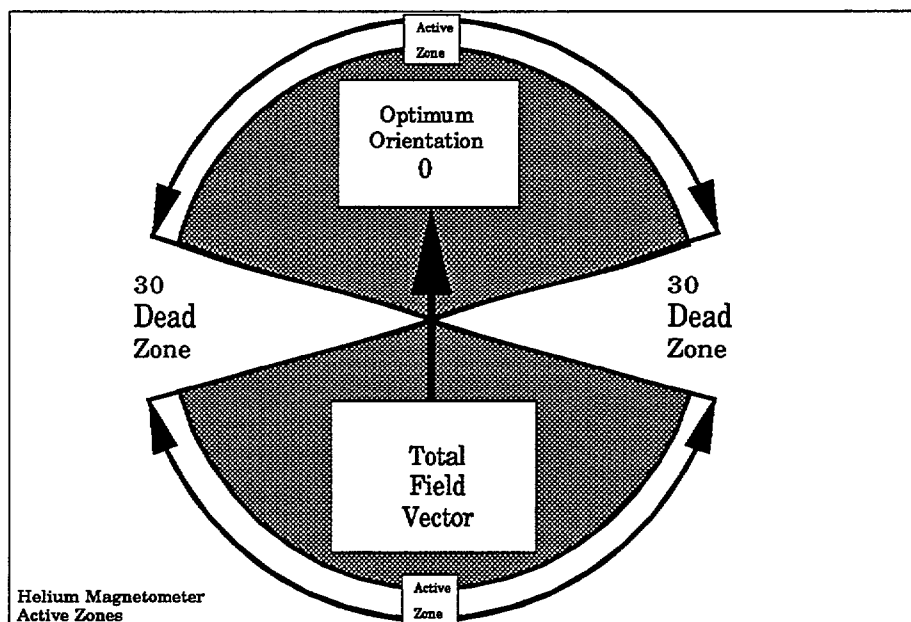 Active
Zone
Optimum
Orientation
0
30
Dead
Zone
30
Dead
Zone
Total
Field
Vector
Active
Zone
Helium Magnetometer
Active Zones